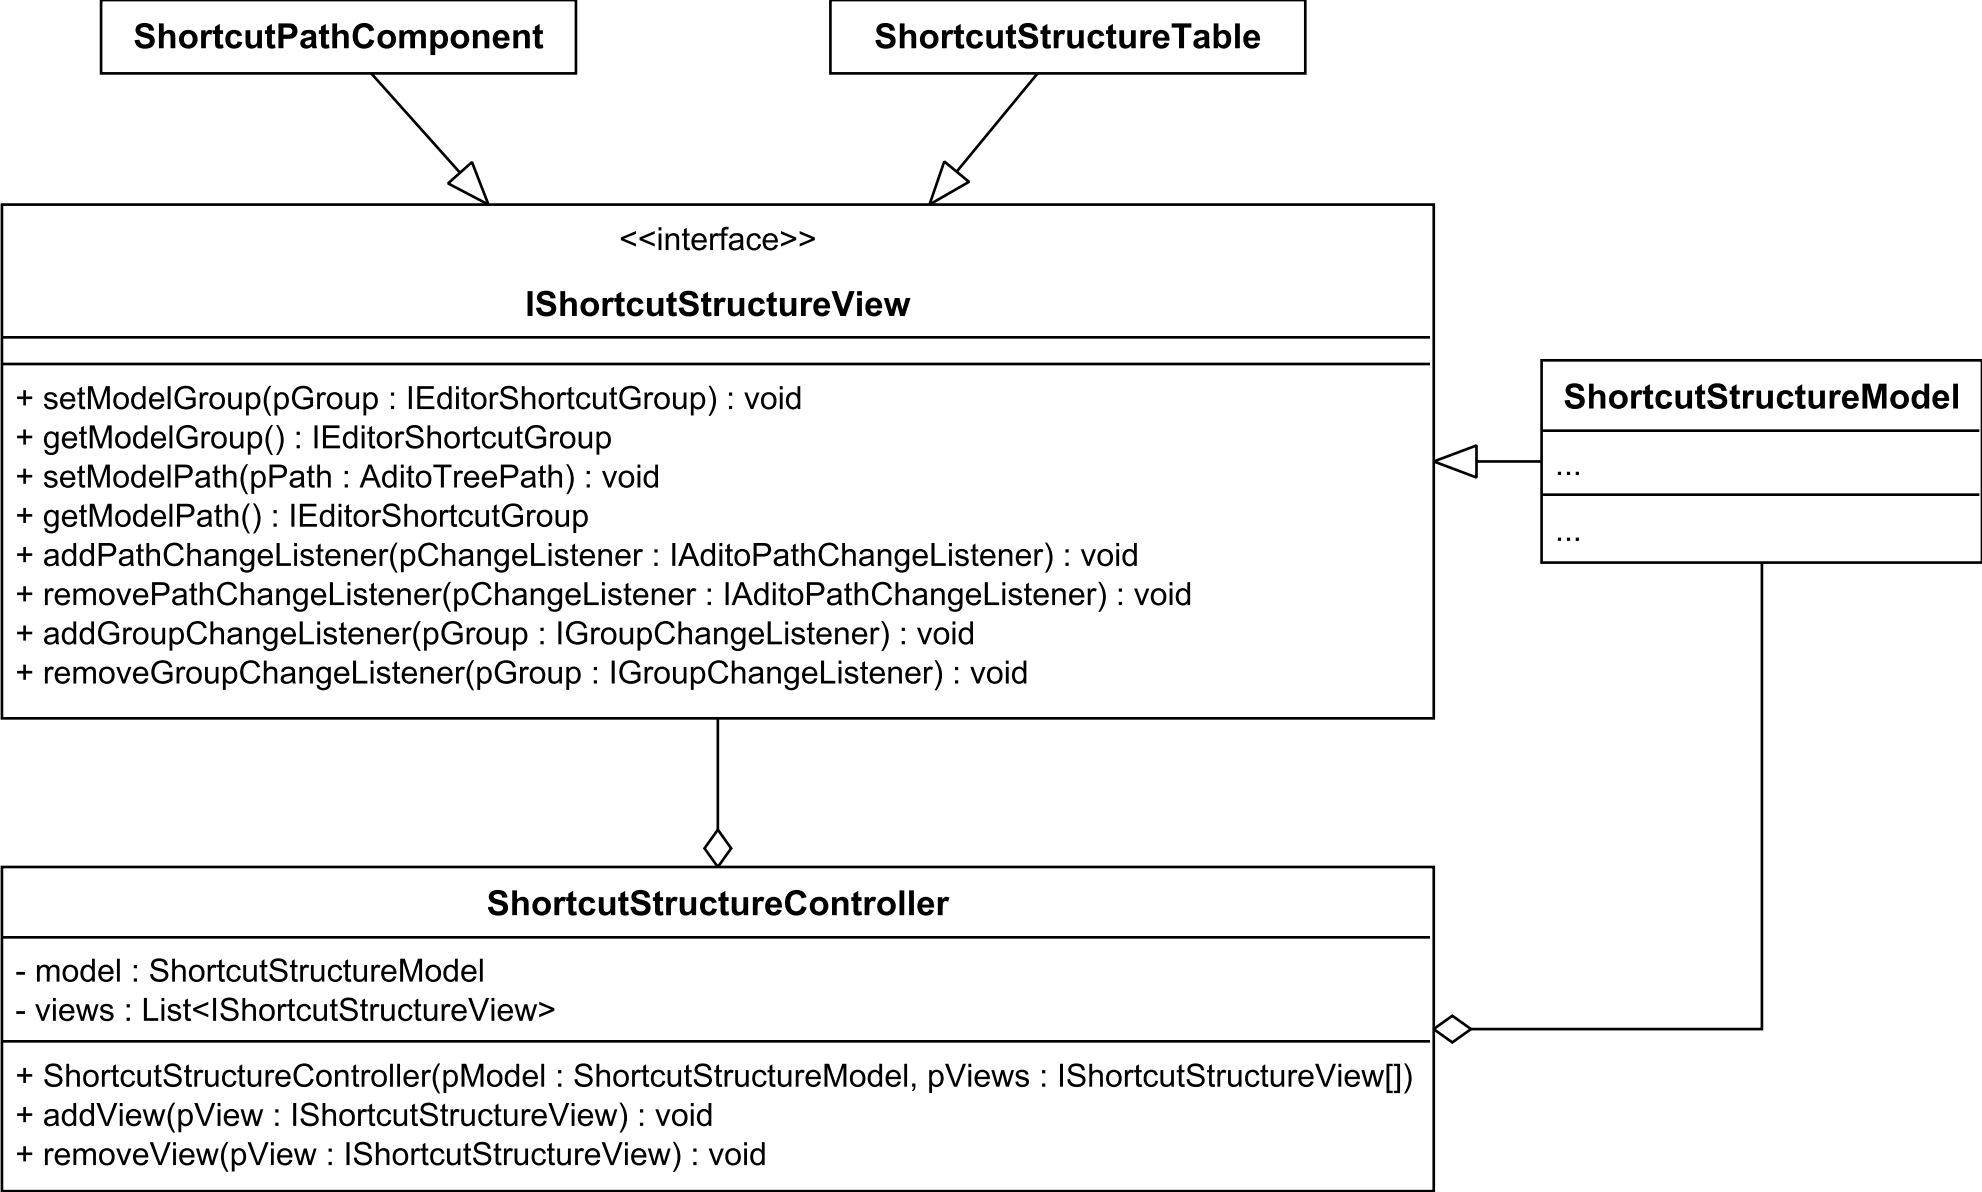 ShortcutPathComponent
ShortcutStructureTable
<<interface>>
IShortcutStructureView
+ setModelGroup(pGroup : IEditorShortcutGroup) : void
+ getModelGroup() : IEditorShortcutGroup
+ setModelPath(pPath : AditoTreePath) : void
+ getModelPath() : IEditorShortcutGroup
+ addPathChangeListener(pChangeListener : IAditoPathChangeListener) : void
+ removePathChangeListener(pChangeListener : IAditoPathChangeListener) : void
+ addGroupChangeListener(pGroup : IGroupChangeListener) : void
+ removeGroupChangeListener(pGroup : IGroupChangeListener) : void
ShortcutStructureModel
...
...
ShortcutStructureController
- model : ShortcutStructureModel
- views : List<IShortcutStructureView>
+ ShortcutStructureController(pModel : ShortcutStructureModel, pViews : IShortcutStructureView[])
+ addView(pView : IShortcutStructureView) : void
+ removeView(pView : IShortcutStructureView) : void